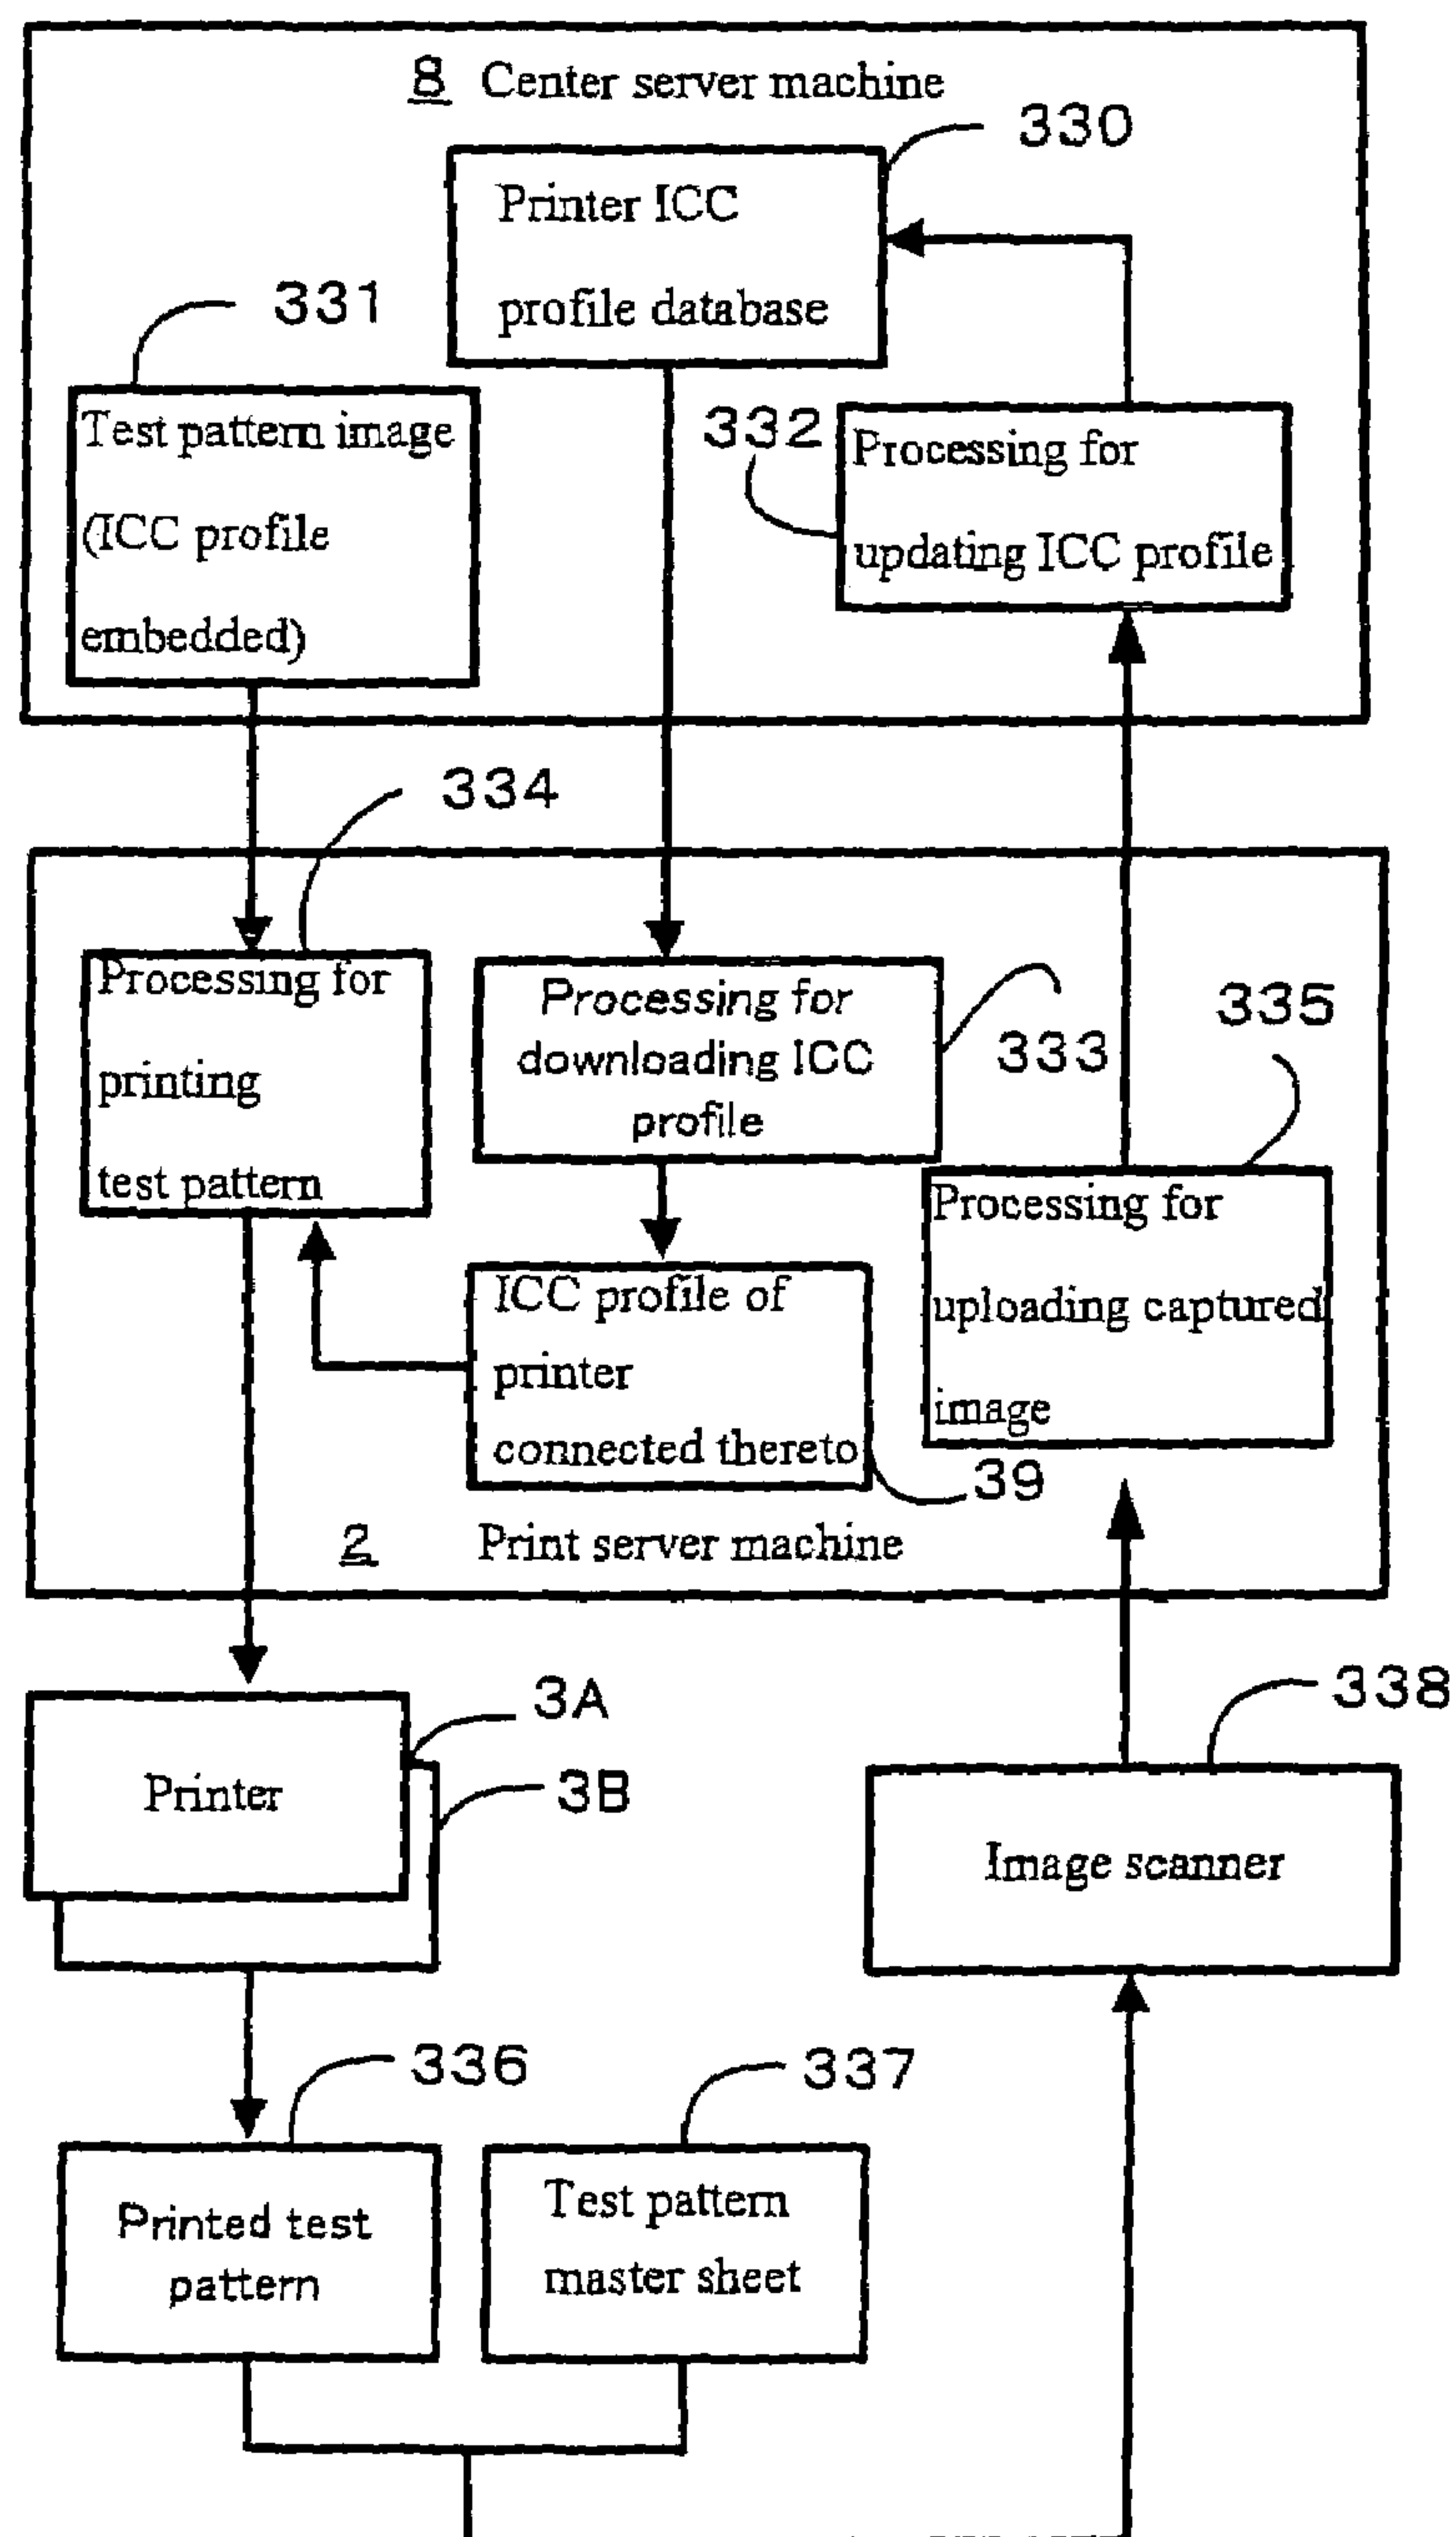 8 Center server machine
330
Printer ICC
profile database
331
Test pattern image
(ICC profile
embedded)
332
Processing for
updating ICC profile
334
Processing for
printing
test pattern
Processing for
downloading ICC
profile
333
335
Processing for
uploading captured
image
ICC profile of
printer
connected thereto
39
2 Print server machine
3A
Printer
3B
338
Image scanner
336
337
Printed test
pattern
Test pattern
master sheet